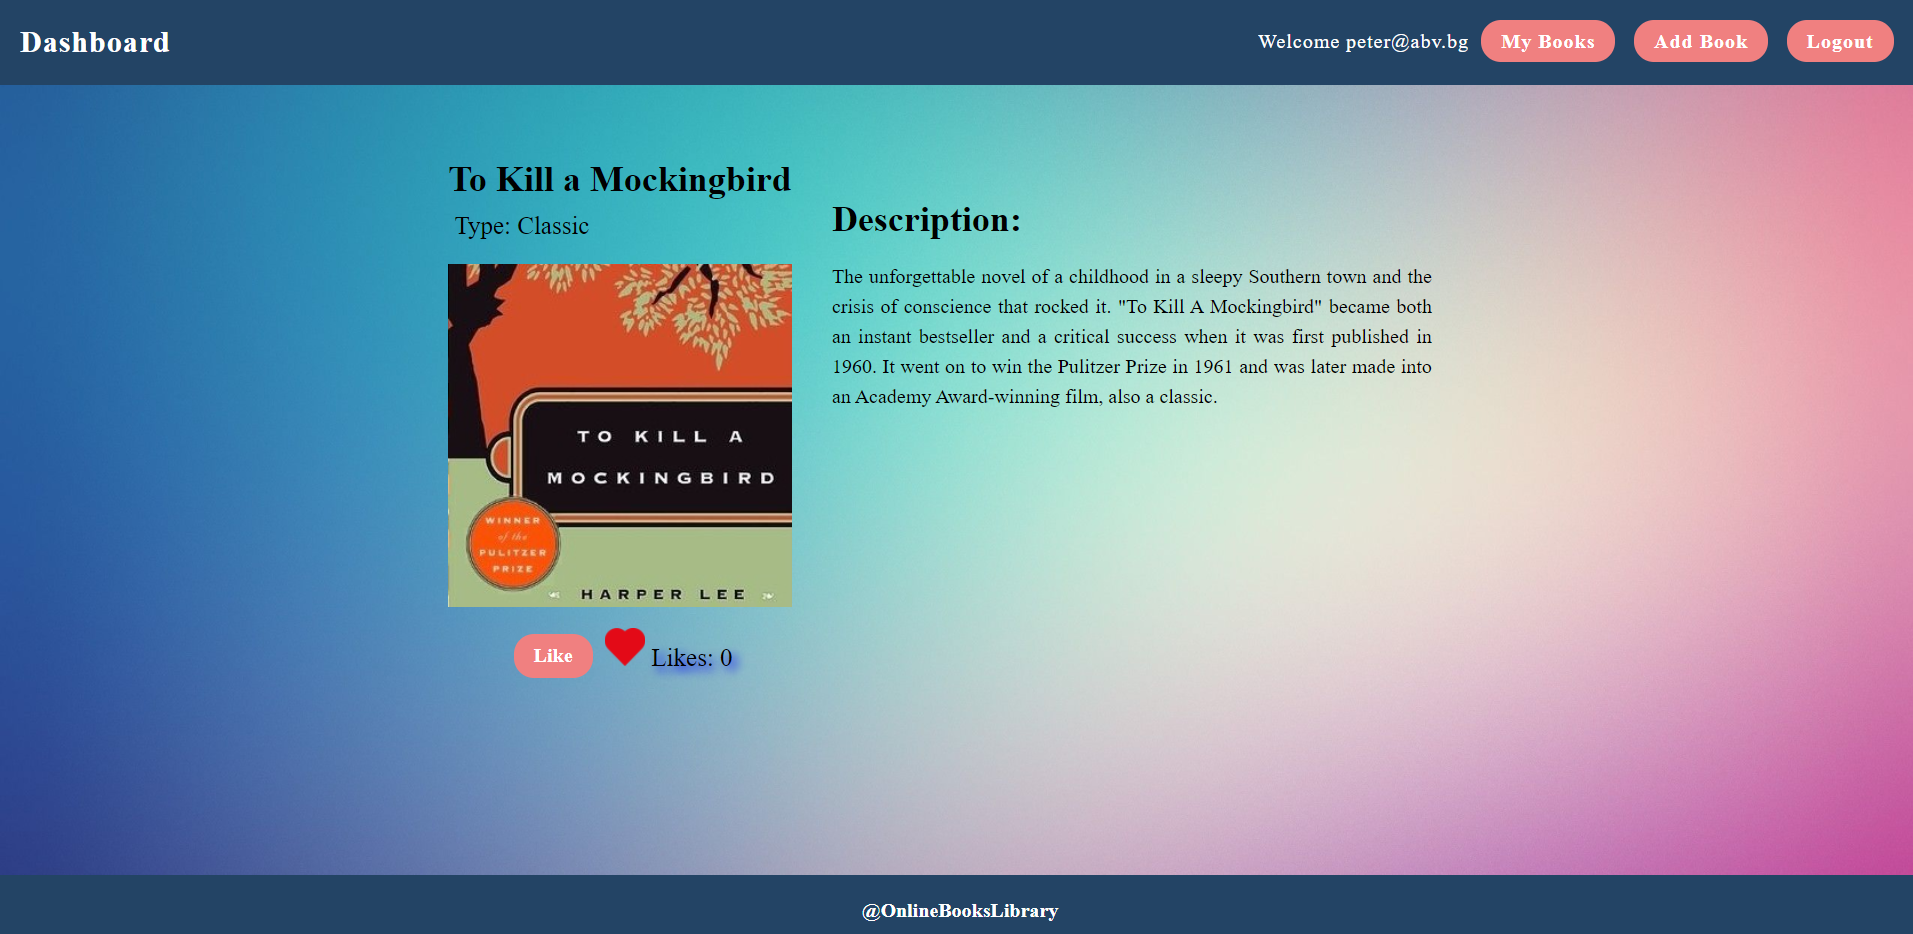 Dashboard
Welcome peter@abv.bg
My Books
Add Book
Logout
To Kill a Mockingbird
Type: Classic
TO KILL A
MOCKINGBIRD
WINNER
of the
PULITZER
PRIZE
HARPER LEE
Like
Likes: 0
Description:
The unforgettable novel of a childhood in a sleepy Southern town and the
crisis of conscience that rocked it. "To Kill A Mockingbird" became both
an instant bestseller and a critical success when it was first published in
1960. It went on to win the Pulitzer Prize in 1961 and was later made into
an Academy Award-winning film, also a classic.
@OnlineBooksLibrary